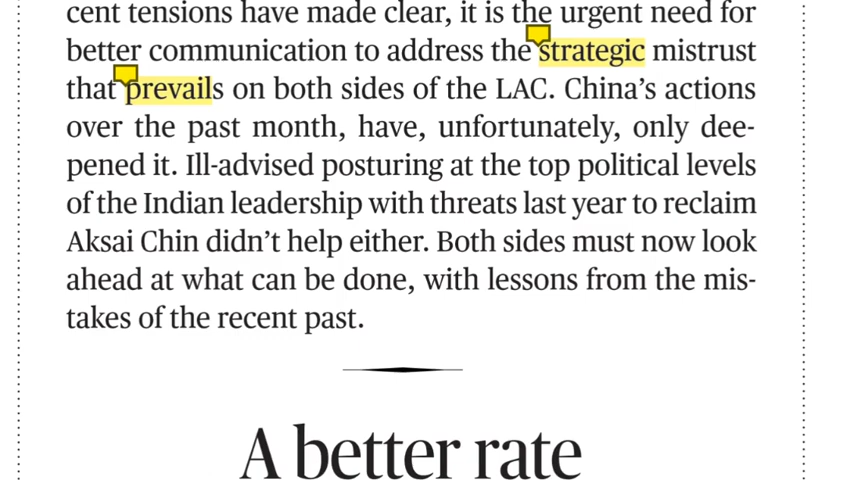 cent tensions have made clear, it is the urgent need for
better communication to address the strategic mistrust
that prevails on both sides of the LAC. China’s actions
over the past month, have, unfortunately, only dee-
pened it. Ill-advised posturing at the top political levels
of the Indian leadership with threats last year to reclaim
Aksai Chin didn’t help either. Both sides must now look
ahead at what can be done, with lessons from the mis-
takes of the recent past.
A better rate